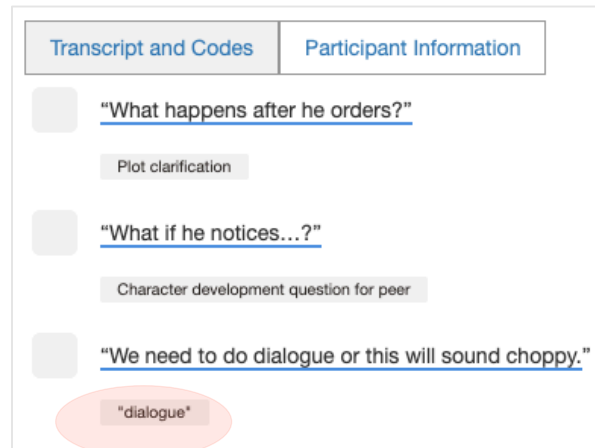 Transcript and Codes
Participant Information
“What happens after he orders?”
Plot clarification
“What if he notices…?”
Character development question for peer
“We need to do dialogue or this will sound choppy.”
"dialogue"